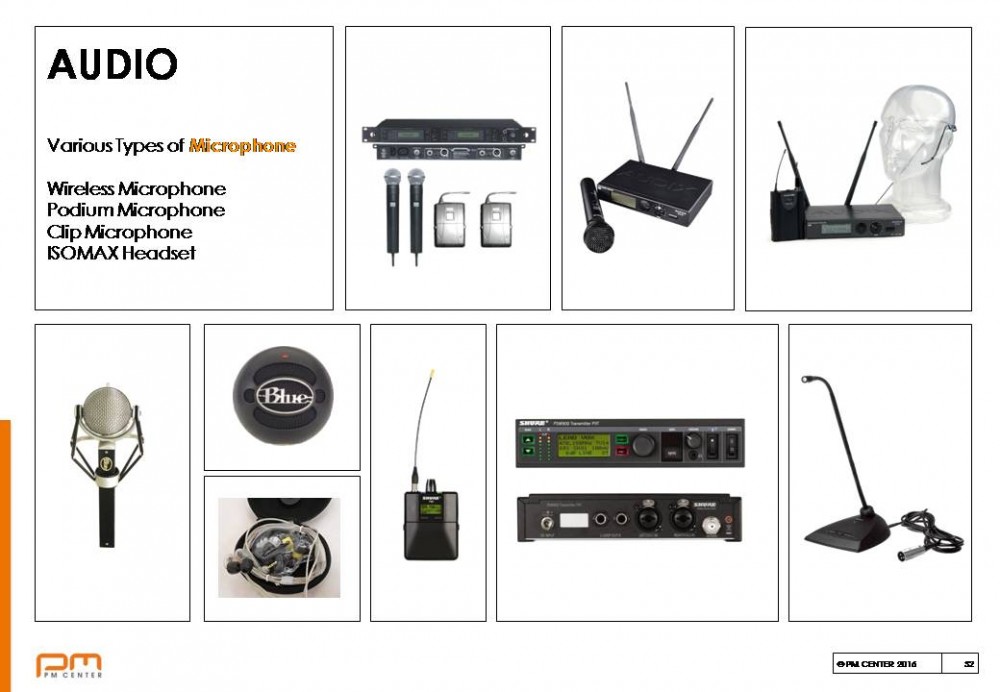 AUDIO
Various Types of Microphone
Wireless Microphone
Podium Microphone
Clip Microphone
ISOMAX Headset
Blue
SHURE
SHURE
SHURE
PM CENTER
© PM CENTER 2016
52